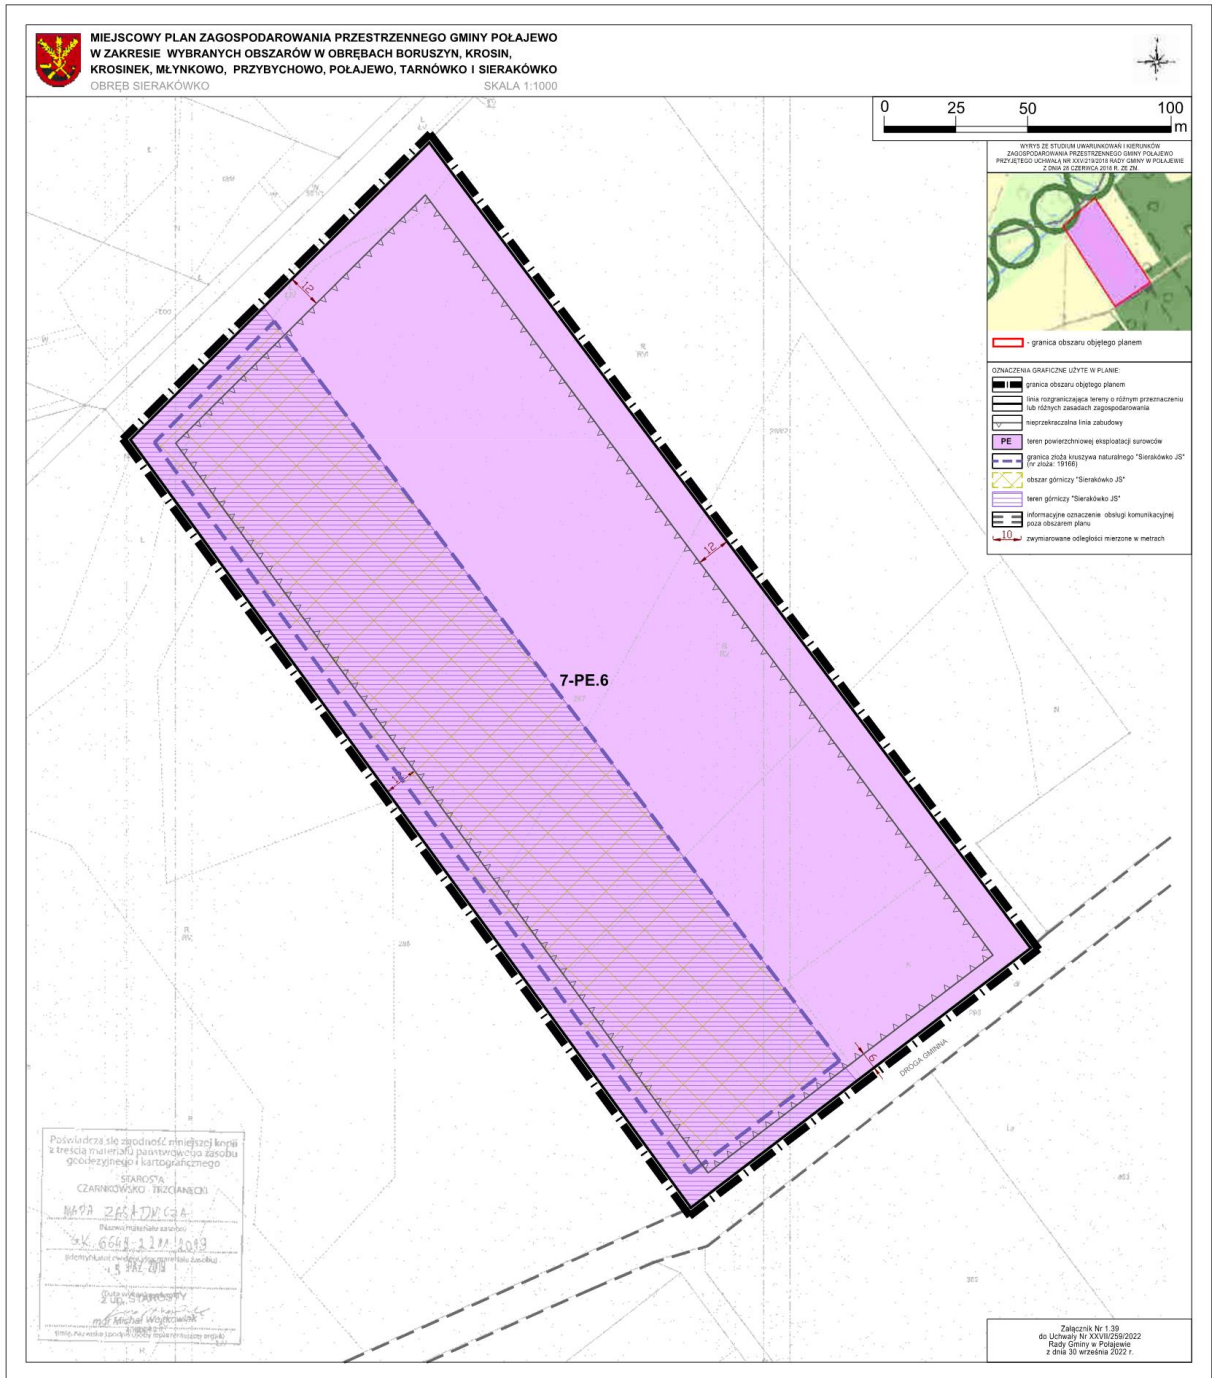 MIEJSCOWY PLAN ZAGOSPODAROWANIA PRZESTRZENNEGO GMINY POŁAJEWO
W ZAKRESIE WYBRANYCH OBSZARÓW W OBRĘBACH BORUSZYN, KROSIN,
KROSINEK, MŁYNKOWO, PRZYBYCHOWO, POŁAJEWO, TARNÓWKO I SIERAKÓWKO
OBRĘB SIERAKÓWKO SKALA 1:1000
0 25 50 100
m
WYRYS ZE STUDIUM UWARUNKOWAŃ I KIERUNKÓW
ZAGOSPODAROWANIA PRZESTRZENNEGO GMINY POŁAJEWO
PRZYJĘTEGO UCHWAŁĄ NR XXV/219/2018 RADY GMINY W POŁAJEWIE
Z DNIA 28 CZERWCA 2018 R. ZE ZM.
- granica obszaru objętego planem
OZNACZENIA GRAFICZNE UŻYTE W PLANIE:
granica obszaru objętego planem
linia rozgraniczająca tereny o różnym przeznaczeniu
lub różnych zasadach zagospodarowania
nieprzekraczalna linia zabudowy
PE teren powierzchniowej eksploatacji surowców
granica złoża kruszywa naturalnego "Sierakówko JS"
(nr złoża: 19166)
obszar górniczy "Sierakówko JS"
teren górniczy "Sierakówko JS"
informacyjne oznaczenie obsługi komunikacyjnej
poza obszarem planu
10 zwymiarowane odległości mierzone w metrach
12
12
7-PE.6
12
6
DROGA GMINNA
Poświadcza się zgodność niniejszej kopii
z treścią materiału państwowego zasobu
geodezyjnego i kartograficznego
STAROSTA
CZARNKOWSKO - TRZCIANECKI
MAPA ZASADNICZA
z up. STAROSTY
mgr Michał Wojtkowiak
Załącznik Nr 1.39
do Uchwały Nr XXVII/259/2022
Rady Gminy w Połajewie
z dnia 30 września 2022 r.